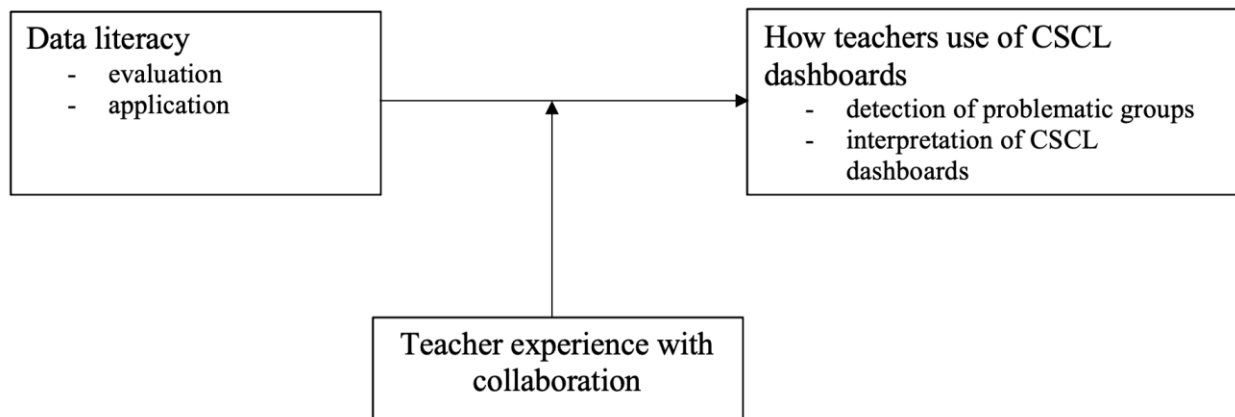 Data literacy
- evaluation
- application
How teachers use of CSCL
dashboards
- detection of problematic groups
- interpretation of CSCL
dashboards
Teacher experience with
collaboration